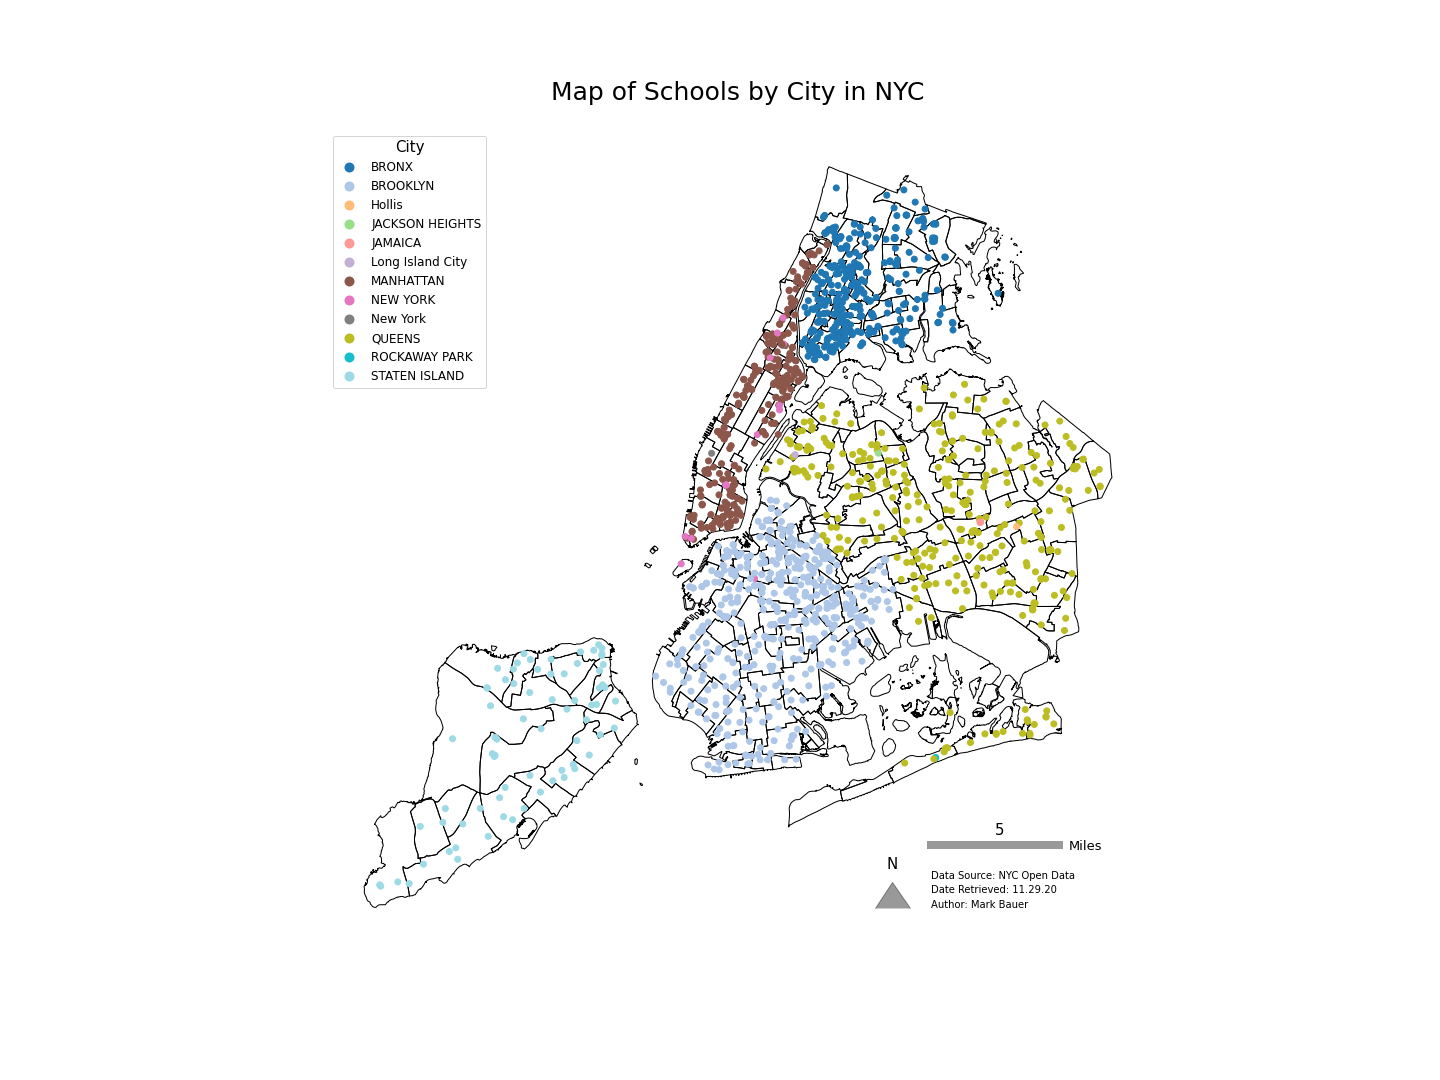 Map of Schools by City in NYC
City
BRONX
BROOKLYN
Hollis
JACKSON HEIGHTS
JAMAICA
Long Island City
MANHATTAN
NEW YORK
New York
QUEENS
ROCKAWAY PARK
STATEN ISLAND
5
Miles
N
Data Source: NYC Open Data
Date Retrieved: 11.29.20
Author: Mark Bauer